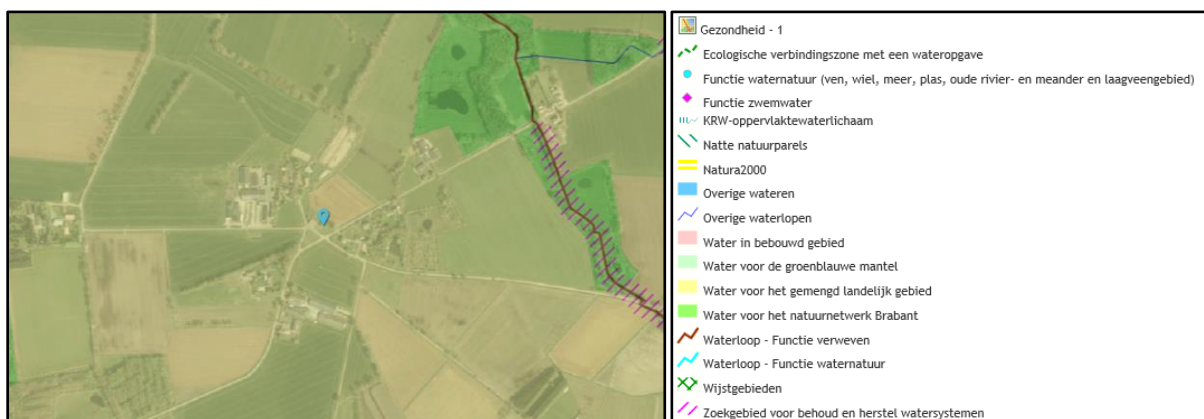 Gezondheid - 1
Ecologische verbindingszone met een wateropgave
Functie waternatuur (ven, wiel, meer, plas, oude rivier- en meander en laagveengebied)
Functie zwemwater
KRW-oppervlaktewaterlichaam
Natte natuurparels
Natura2000
Overige wateren
Overige waterlopen
Water in bebouwd gebied
Water voor de groenblauwe mantel
Water voor het gemengd landelijk gebied
Water voor het natuurnetwerk Brabant
Waterloop - Functie verweven
Waterloop - Functie waternatuur
Wijstgebieden
Zoekgebied voor behoud en herstel watersystemen